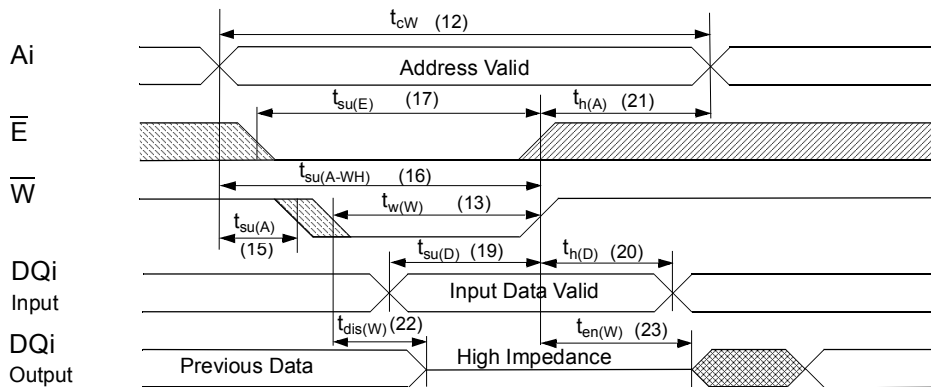 t_cW (12)
Ai
Address Valid
t_su(E) (17)
t_h(A) (21)
E̅
t_su(A-WH) (16)
W̅
t_w(W) (13)
t_su(A)
(15)
t_su(D) (19)
t_h(D) (20)
DQi
Input
Input Data Valid
t_dis(W) (22)
t_en(W) (23)
DQi
Output
Previous Data
High Impedance